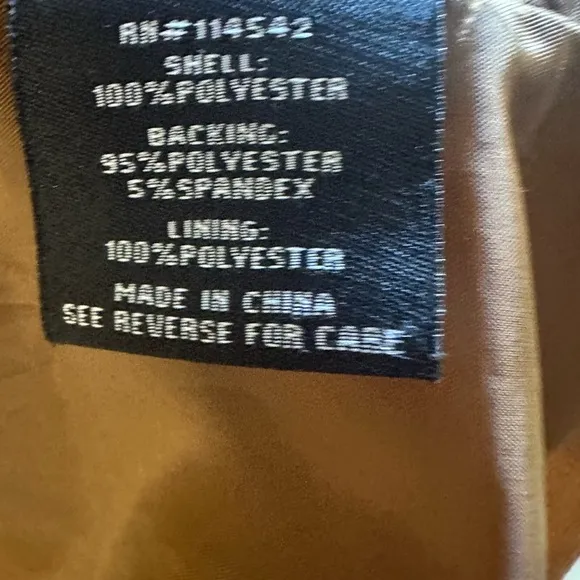 RN#114542
SHELL:
100%POLYESTER
BACKING:
95%POLYESTER
5%SPANDEX
LINING:
100%POLYESTER
MADE IN CHINA
SEE REVERSE FOR CARE